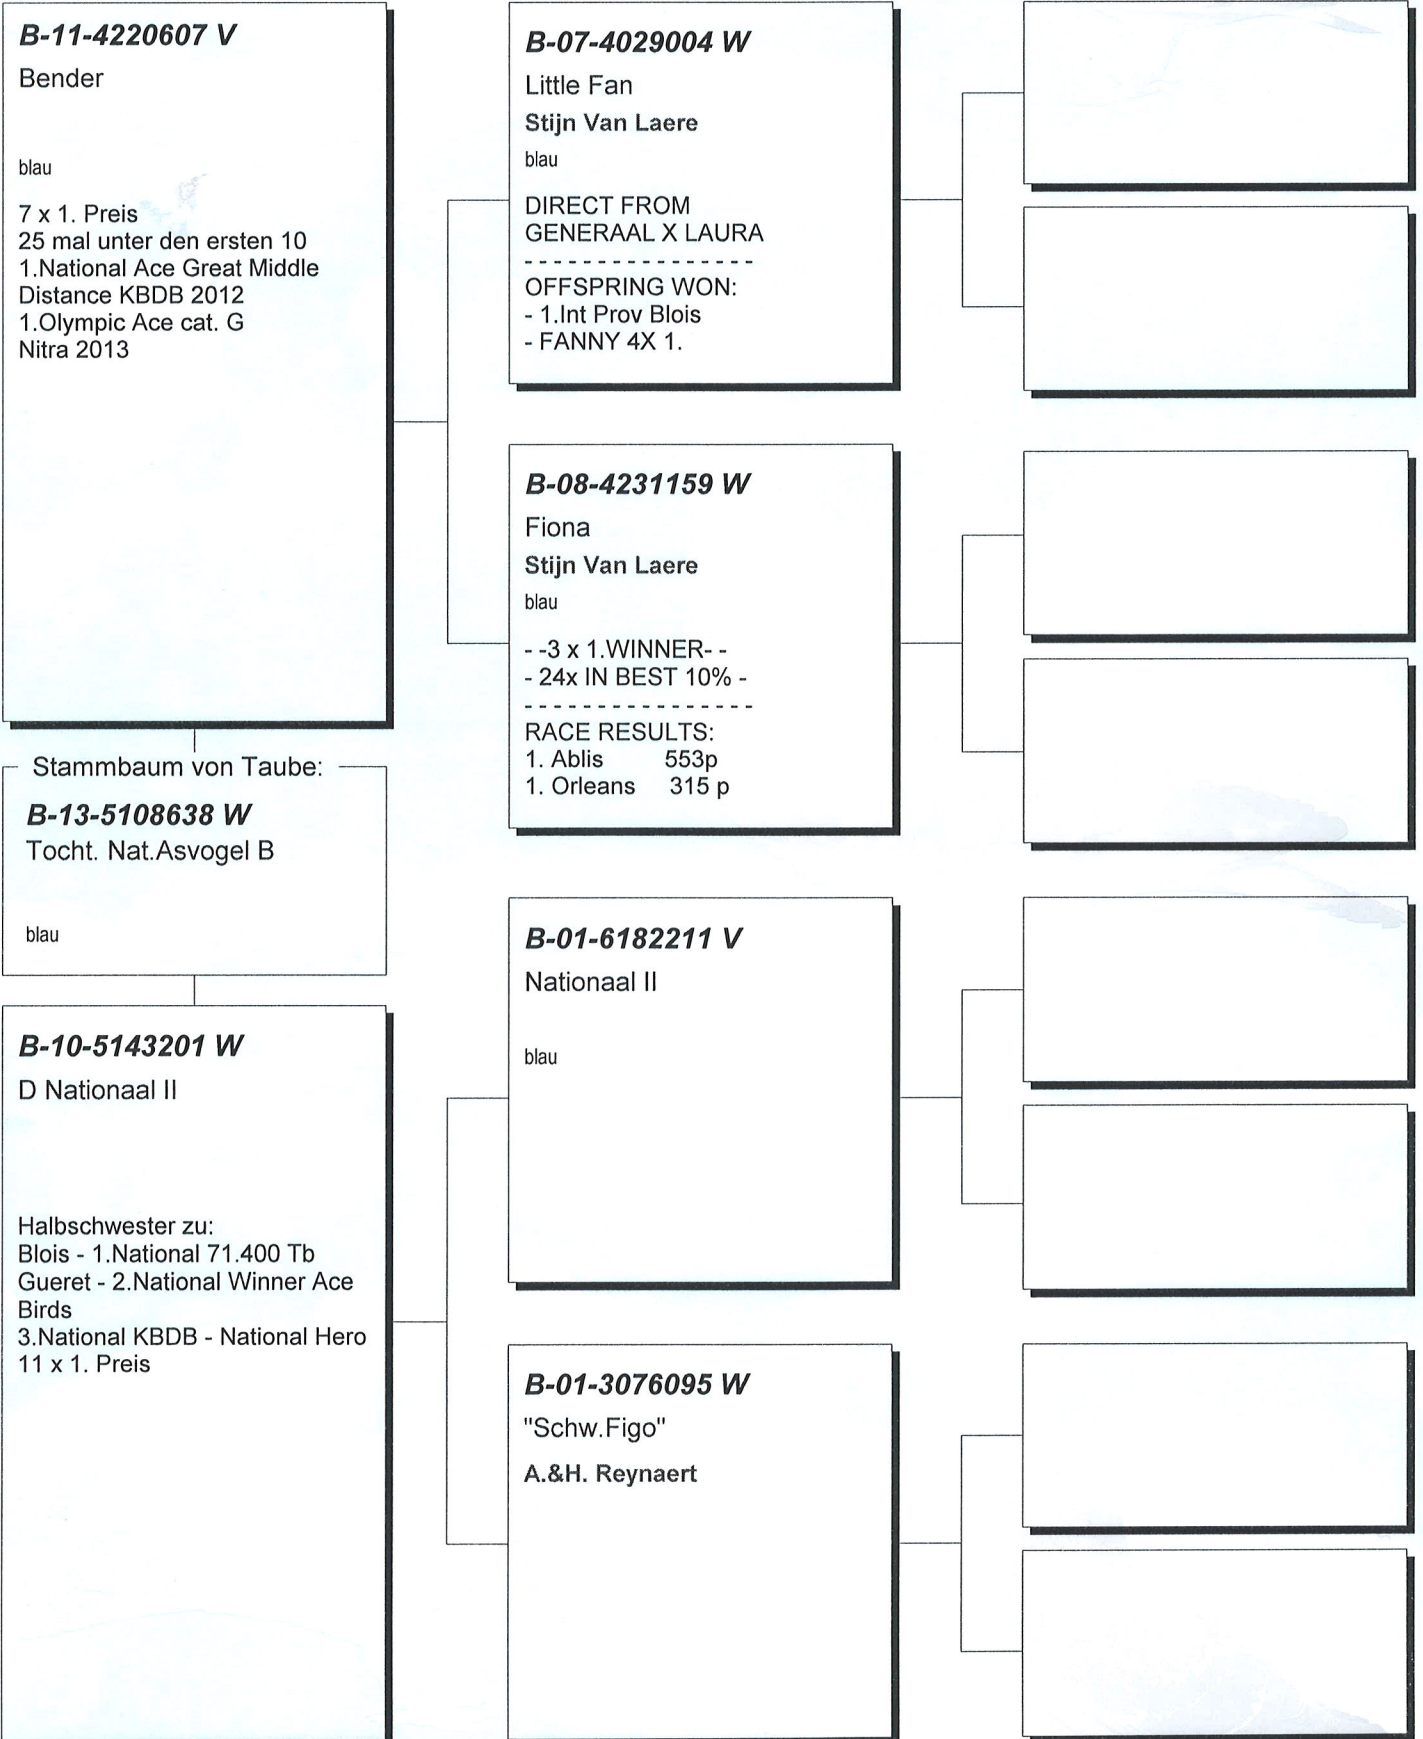 B-11-4220607 V
Bender
blau
7 x 1. Preis
25 mal unter den ersten 10
1.National Ace Great Middle
Distance KBDB 2012
1.Olympic Ace cat. G
Nitra 2013
Stammbaum von Taube:
B-13-5108638 W
Tocht. Nat.Asvogel B
blau
B-10-5143201 W
D Nationaal II
Halbschwester zu:
Blois - 1.National 71.400 Tb
Gueret - 2.National Winner Ace
Birds
3.National KBDB - National Hero
11 x 1. Preis
B-07-4029004 W
Little Fan
Stijn Van Laere
blau
DIRECT FROM
GENERAAL X LAURA
- - - - - - - - - - - - - - - -
OFFSPRING WON:
- 1.Int Prov Blois
- FANNY 4X 1.
B-08-4231159 W
Fiona
Stijn Van Laere
blau
- -3 x 1.WINNER- -
- 24x IN BEST 10% -
- - - - - - - - - - - - - - - -
RACE RESULTS:
1. Ablis 553p
1. Orleans 315 p
B-01-6182211 V
Nationaal II
blau
B-01-3076095 W
"Schw.Figo"
A.&H. Reynaert